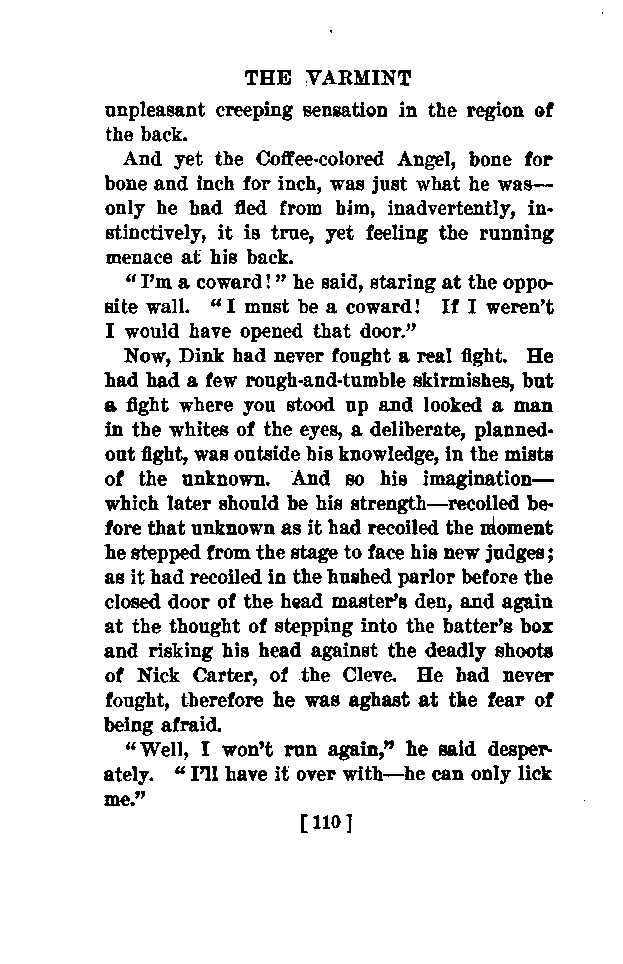 THE VARMINT
unpleasant creeping sensation in the region of
the back.
And yet the Coffee-colored Angel, bone for
bone and inch for inch, was just what he was—
only he had fled from him, inadvertently, in-
stinctively, it is true, yet feeling the running
menace at his back.
"I'm a coward!" he said, staring at the oppo-
site wall. "I must be a coward! If I weren't
I would have opened that door."
Now, Dink had never fought a real fight. He
had had a few rough-and-tumble skirmishes, but
a fight where you stood up and looked a man
in the whites of the eyes, a deliberate, planned-
out fight, was outside his knowledge, in the mists
of the unknown. And so his imagination—
which later should be his strength—recoiled be-
fore that unknown as it had recoiled the moment
he stepped from the stage to face his new judges;
as it had recoiled in the hushed parlor before the
closed door of the head master's den, and again
at the thought of stepping into the batter's box
and risking his head against the deadly shoots
of Nick Carter, of the Cleve. He had never
fought, therefore he was aghast at the fear of
being afraid.
"Well, I won't run again," he said desper-
ately. "I'll have it over with—he can only lick
me."
[110]